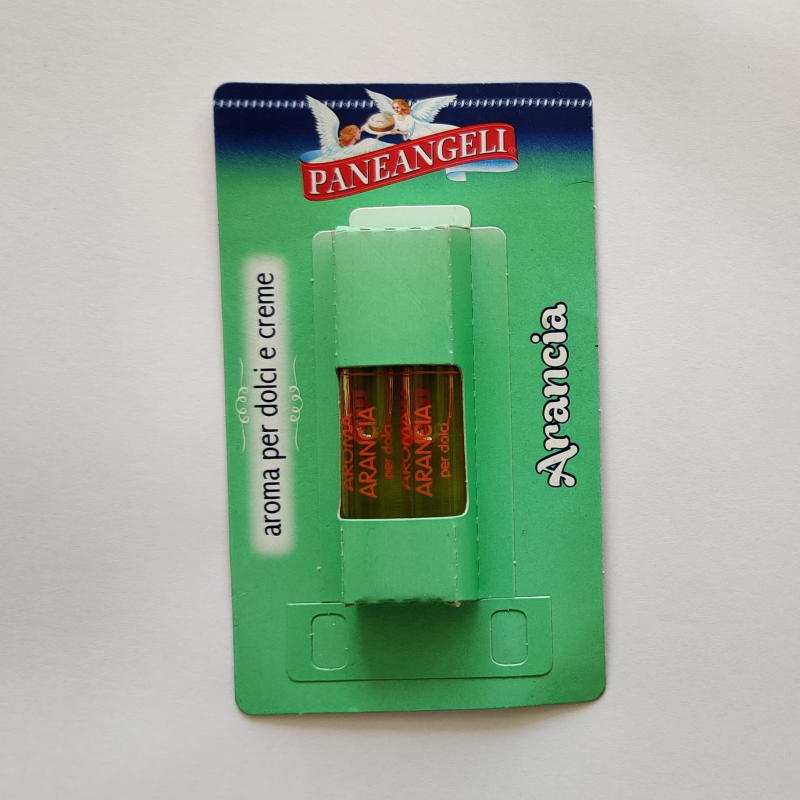 PANEANGELI
aroma per dolci e creme
Arancia
AROMA
ARANCIA
per dolci
AROMA
ARANCIA
per dolci